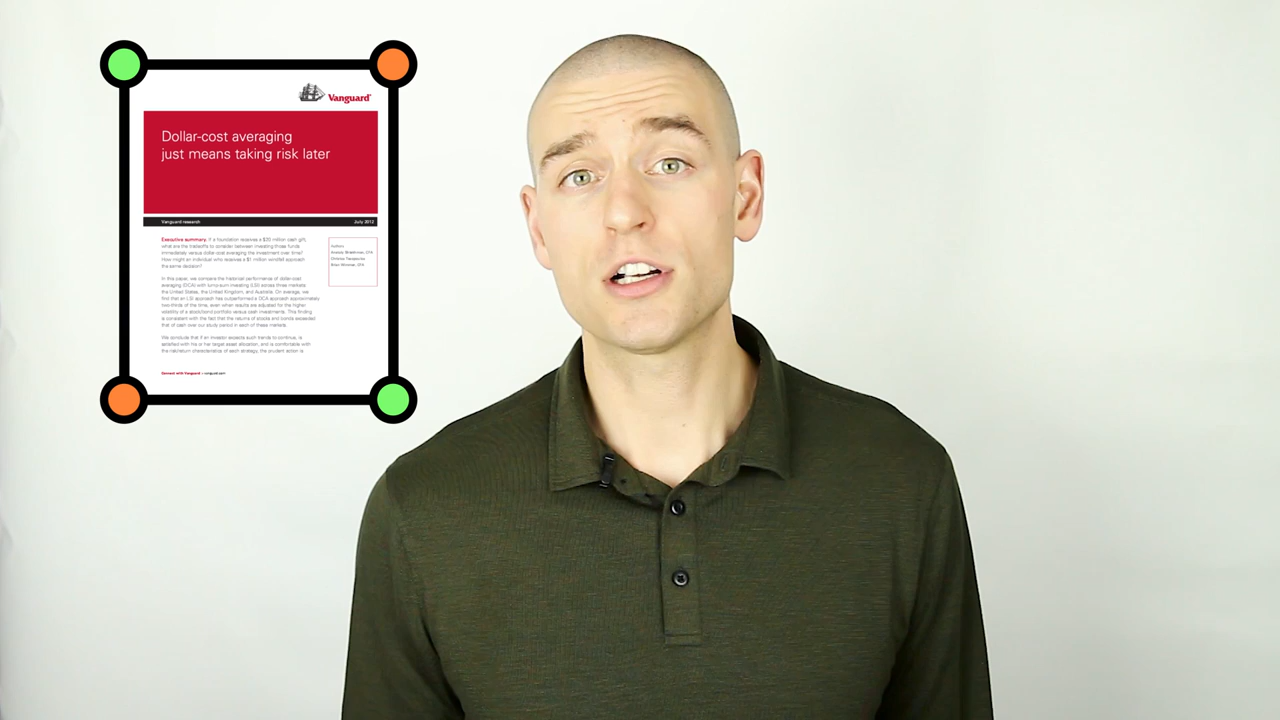 Vanguard
Dollar-cost averaging
just means taking risk later
Vanguard research
July 2012
Executive summary. If a foundation receives a $20 million cash gift,
what are the tradeoffs to consider between investing those funds
immediately versus dollar-cost averaging the investment over time?
How might an individual who receives a $1 million windfall approach
the same decision?
Authors
CFA
CFA
In this paper, we compare the historical performance of dollar-cost
averaging (DCA) with lump-sum investing (LSI) across three markets:
the United States, the United Kingdom, and Australia. On average, we
find that an LSI approach has outperformed a DCA approach approximately
two-thirds of the time, even when results are adjusted for the higher
volatility of a stock/bond portfolio versus cash investments. This finding
is consistent with the fact that the returns of stocks and bonds exceeded
that of cash over our study period in each of these markets.
We conclude that if an investor expects such trends to continue, is
satisfied with his or her target asset allocation, and is comfortable with
the risk/return characteristics of each strategy, the prudent action is
Connect with Vanguard > vanguard.com